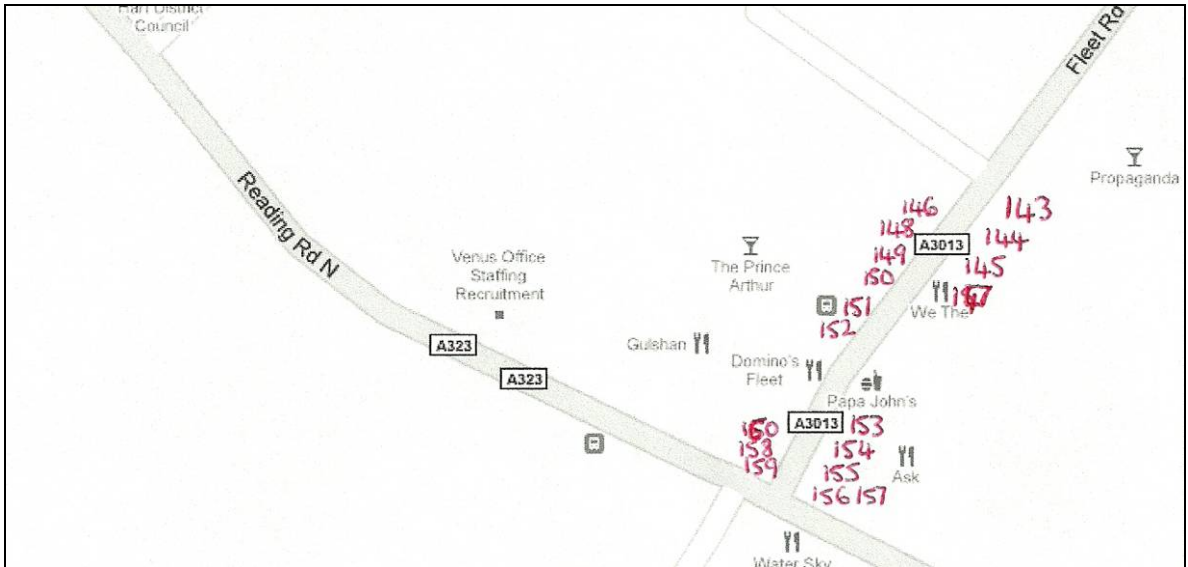 Hart District
Council
Fleet Rd
Propaganda
Reading Rd N
146
143
148
A3013
144
149
145
150
Venus Office
Staffing
Recruitment
The Prince
Arthur
151
We The
152
A323
Gulshan
Domino's
Fleet
A323
Papa John's
160
A3013
153
158
154
159
155
Ask
156 157
Water Sky